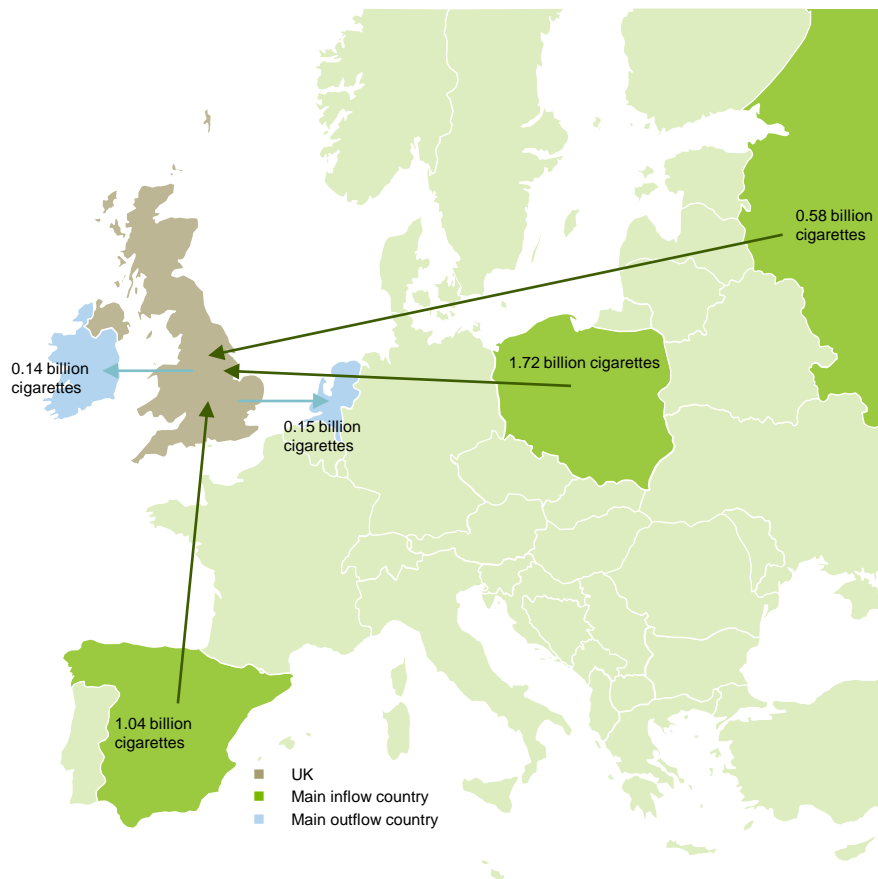 0.58 billion
cigarettes
1.72 billion cigarettes
0.14 billion
cigarettes
0.15 billion
cigarettes
1.04 billion
cigarettes
UK
Main inflow country
Main outflow country